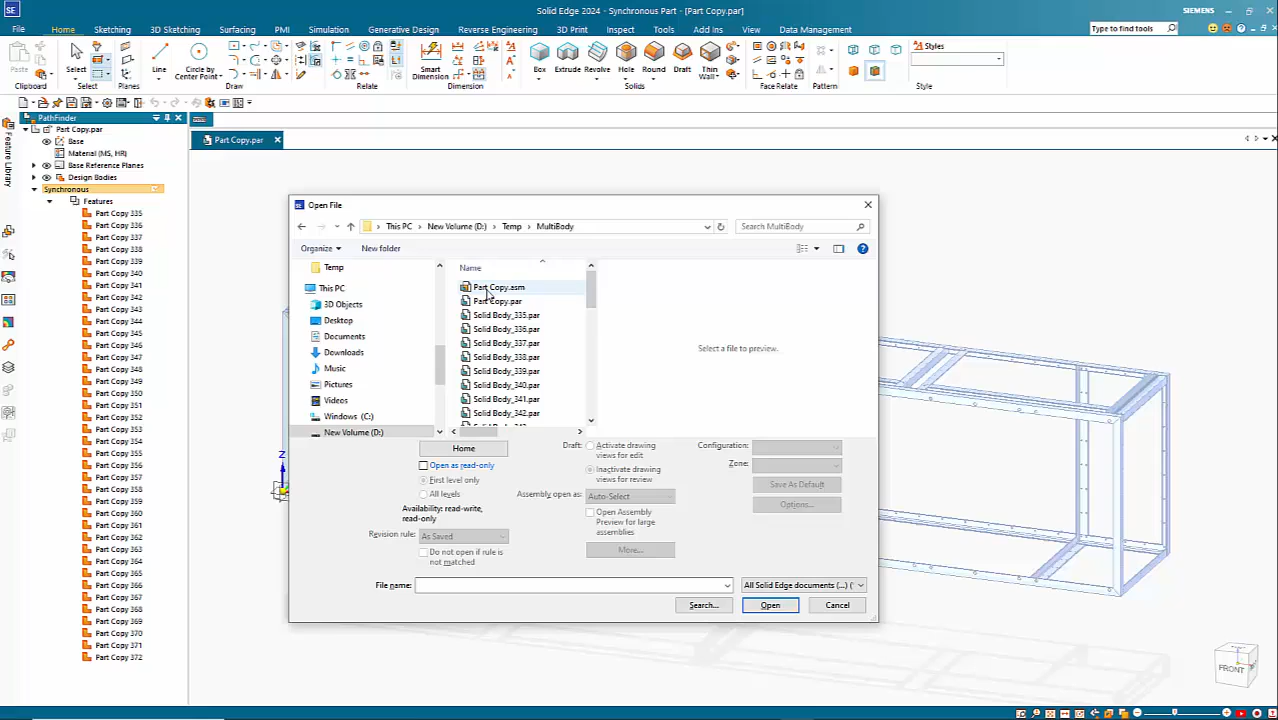 Solid Edge 2024 - Synchronous Part - [Part Copy.par]
SIEMENS
File Home Sketching 3D Sketching Surfacing PMI Simulation Generative Design Reverse Engineering 3D Print Inspect Tools Add Ins View Data Management
Type to find tools
Paste
Select
Line
Circle by Center Point
Smart Dimension
Box Extrude Revolve Hole Round Draft Thin Wall
Styles
Clipboard Select Planes Draw Relate Dimension Solids Face Relate Pattern Style
PathFinder
Feature Library
Part Copy.par
Part Copy.par
Base
Material (MS, HR)
Base Reference Planes
Design Bodies
Synchronous
Features
Part Copy 335
Part Copy 336
Part Copy 337
Part Copy 338
Part Copy 339
Part Copy 340
Part Copy 341
Part Copy 342
Part Copy 343
Part Copy 344
Part Copy 345
Part Copy 346
Part Copy 347
Part Copy 348
Part Copy 349
Part Copy 350
Part Copy 351
Part Copy 352
Part Copy 353
Part Copy 354
Part Copy 355
Part Copy 356
Part Copy 357
Part Copy 358
Part Copy 359
Part Copy 360
Part Copy 361
Part Copy 362
Part Copy 363
Part Copy 364
Part Copy 365
Part Copy 366
Part Copy 367
Part Copy 368
Part Copy 369
Part Copy 370
Part Copy 371
Part Copy 372
Open File
This PC > New Volume (D:) > Temp > MultiBody
Search MultiBody
Organize
New folder
Temp
This PC
3D Objects
Desktop
Documents
Downloads
Music
Pictures
Videos
Windows (C:)
New Volume (D:)
Name
Part Copy.asm
Part Copy.par
Solid Body_335.par
Solid Body_336.par
Solid Body_337.par
Solid Body_338.par
Solid Body_339.par
Solid Body_340.par
Solid Body_341.par
Solid Body_342.par
Select a file to preview.
Home
Open as read-only
First level only
All levels
Availability: read-write, read-only
Revision rule: As Saved
Do not open if rule is not matched
Draft: Activate drawing views for edit
Inactivate drawing views for review
Assembly open as: Auto-Select
Open Assembly Preview for large assemblies
More...
Configuration:
Zone:
Save As Default
Options...
File name:
All Solid Edge documents (...) (
Search... Open Cancel
Z
FRONT